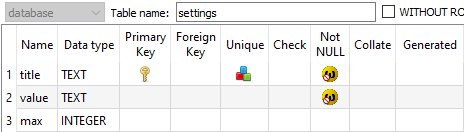 database Table name: settings WITHOUT RO
Name Data type Primary Key Foreign Key Unique Check Not NULL Collate Generated
1 title TEXT
2 value TEXT
3 max INTEGER